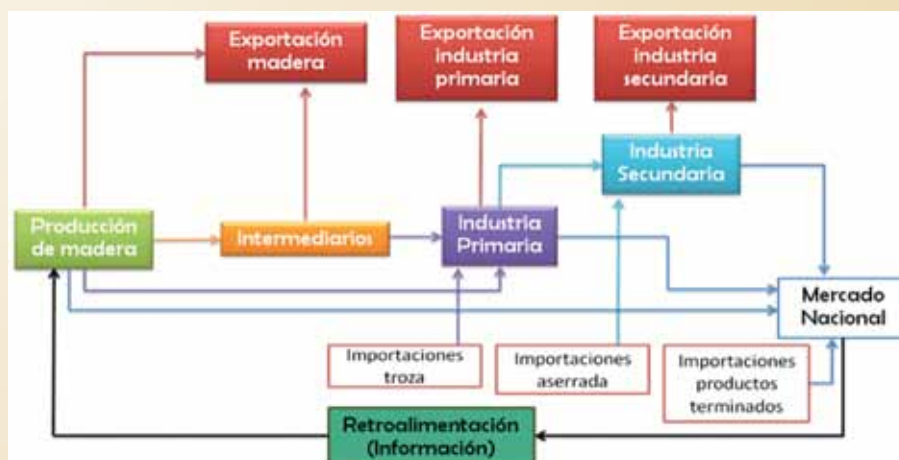 Exportación
madera
Exportación
industria
primaria
Exportación
industria
secundaria
Industria
Secundaria
Producción
de madera
Intermediarios
Industria
Primaria
Mercado
Nacional
Importaciones
troza
Importaciones
aserrada
Importaciones
productos
terminados
Retroalimentación
(Información)